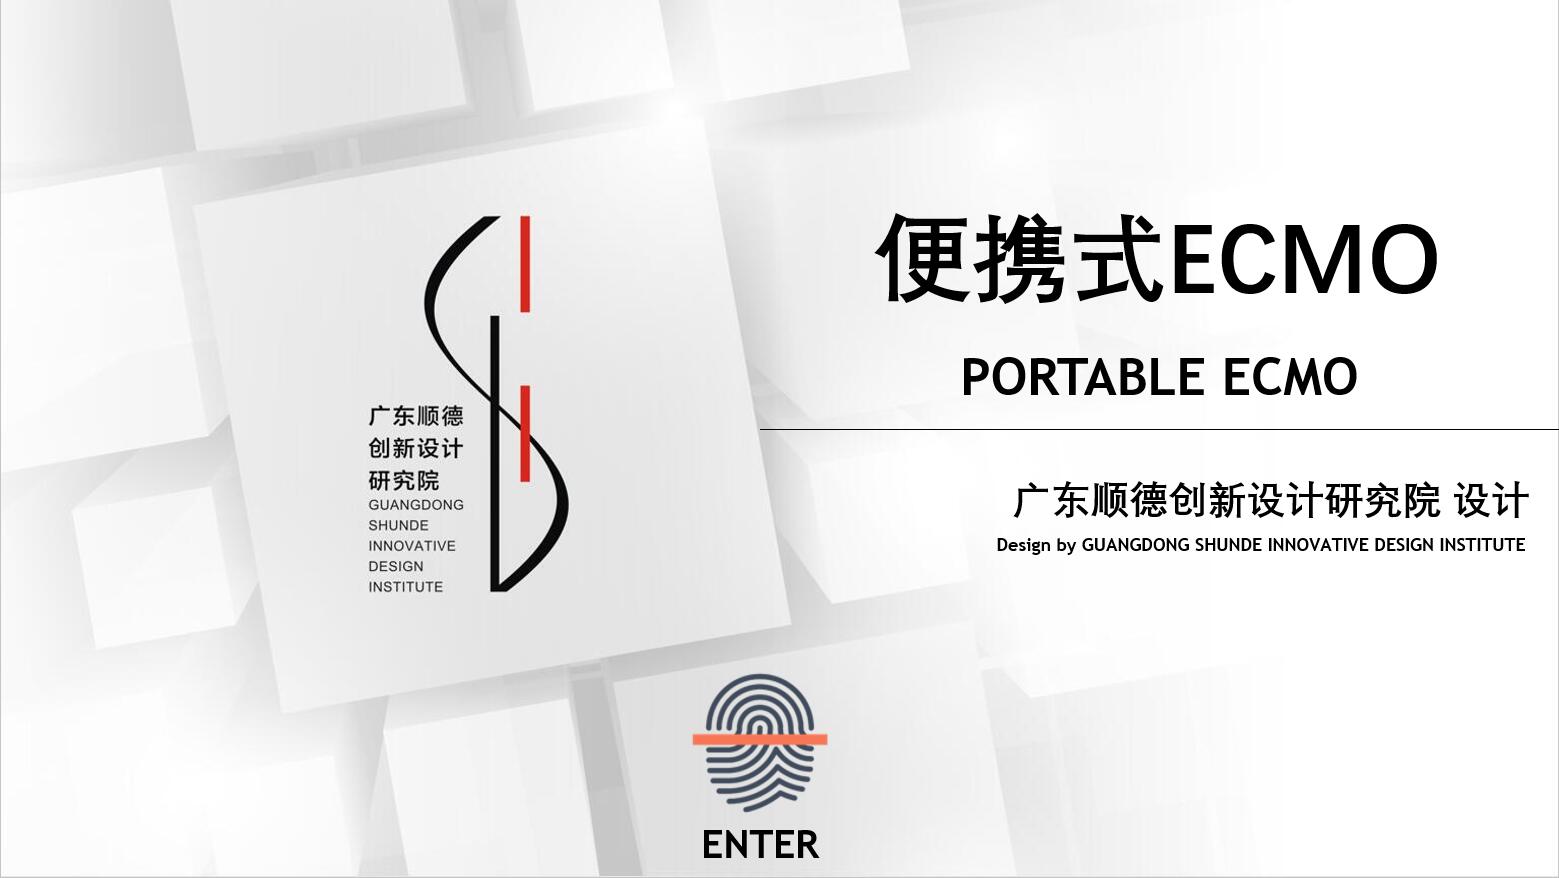 便携式ECMO
PORTABLE ECMO
广东顺德
创新设计
研究院
GUANGDONG
SHUNDE
INNOVATIVE
DESIGN
INSTITUTE
广东顺德创新设计研究院 设计
Design by GUANGDONG SHUNDE INNOVATIVE DESIGN INSTITUTE
ENTER